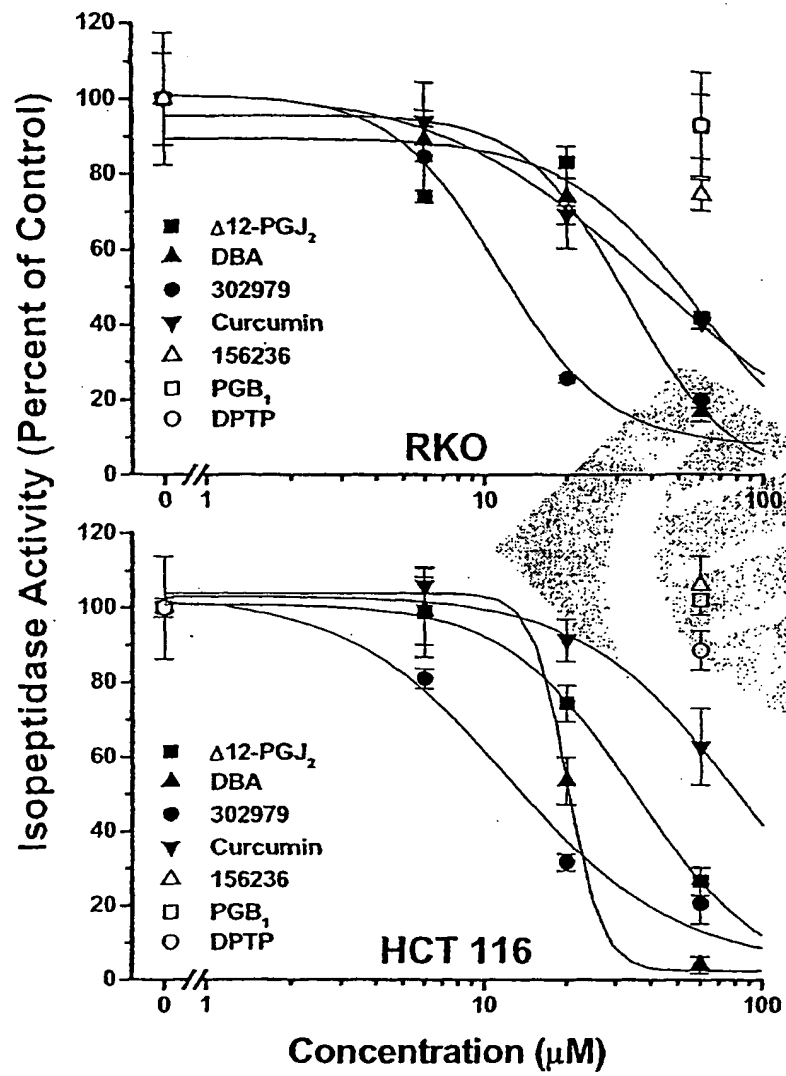 Isopeptidase Activity (Percent of Control)
120
100
80
60
40
20
0
Δ12-PGJ₂
DBA
302979
Curcumin
156236
PGB₁
DPTP
RKO
0
1
10
100
120
100
80
60
40
20
0
Δ12-PGJ₂
DBA
302979
Curcumin
156236
PGB₁
DPTP
HCT 116
0
1
10
100
Concentration (μM)